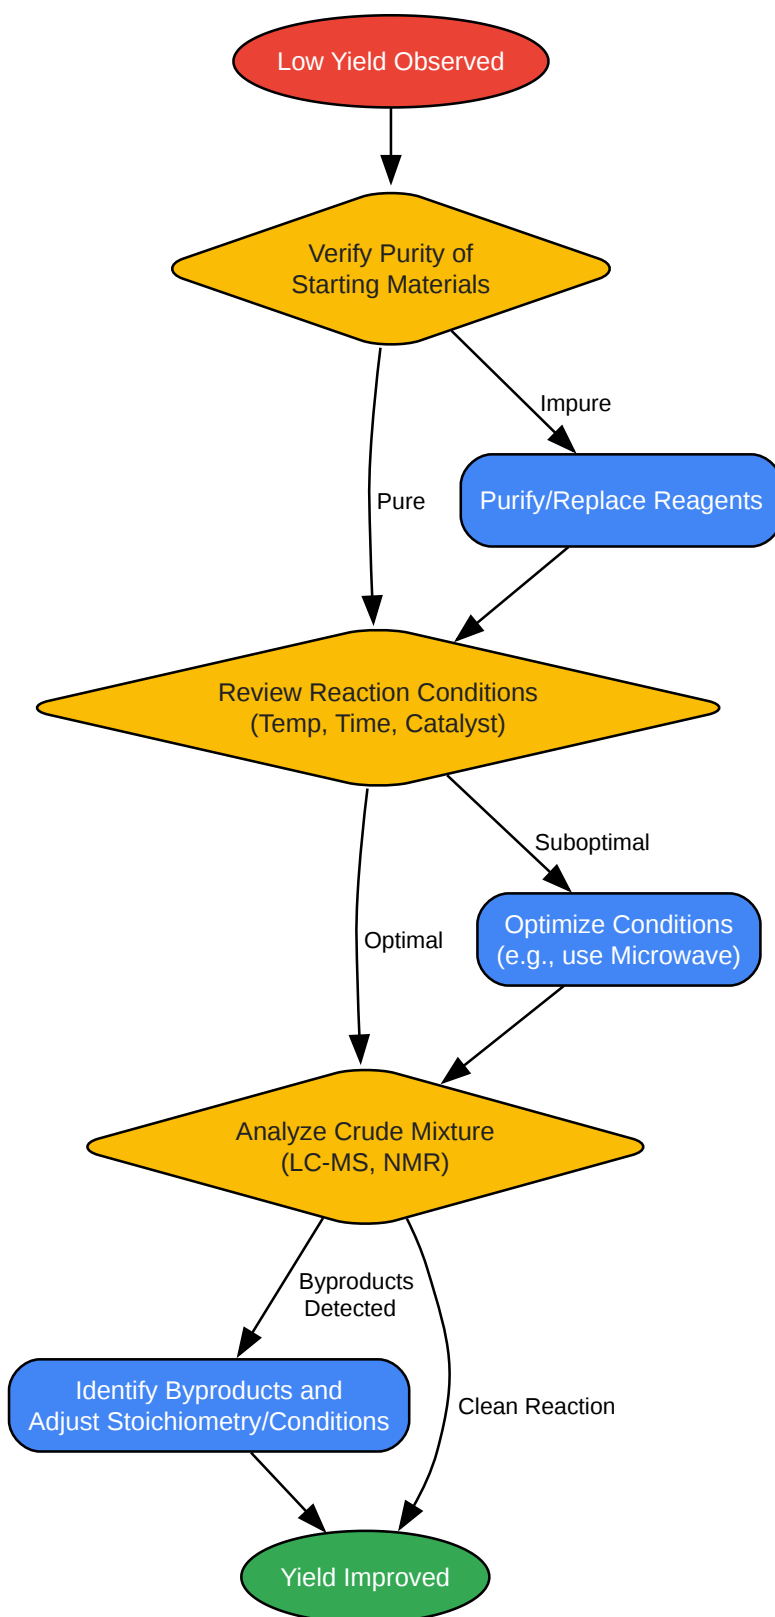 Low Yield Observed
Verify Purity of
Starting Materials
Impure
Pure
Purify/Replace Reagents
Review Reaction Conditions
(Temp, Time, Catalyst)
Suboptimal
Optimal
Optimize Conditions
(e.g., use Microwave)
Analyze Crude Mixture
(LC-MS, NMR)
Byproducts
Detected
Identify Byproducts and
Adjust Stoichiometry/Conditions
Clean Reaction
Yield Improved